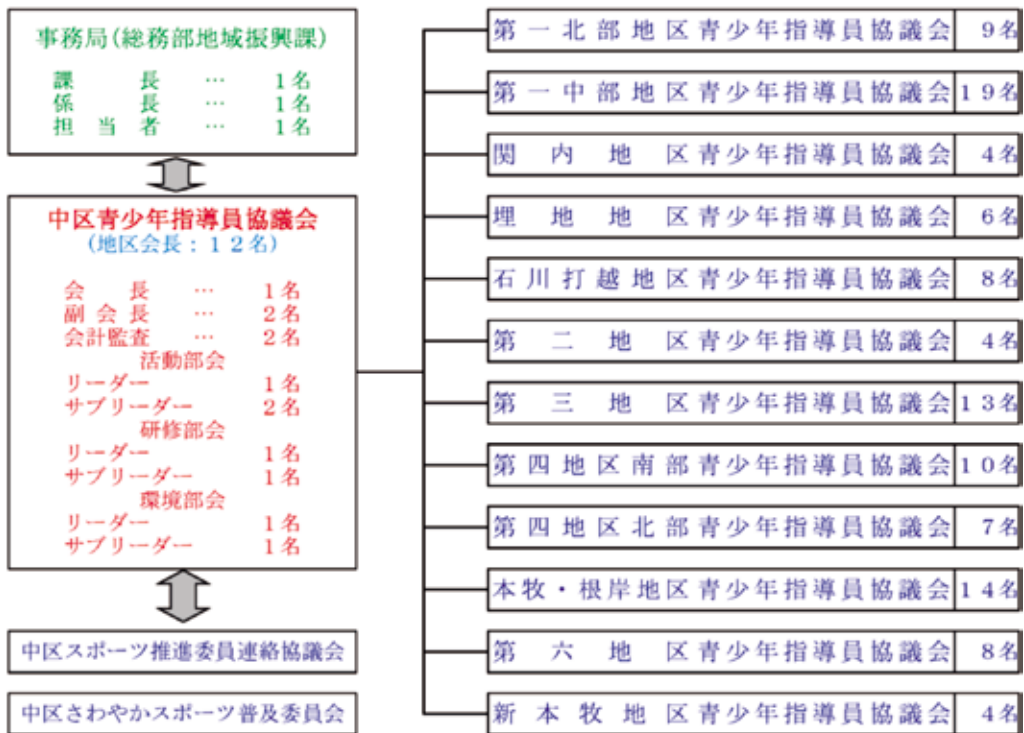 事務局(総務部地域振興課)
課長 … 1名
係長 … 1名
担当者 … 1名
中区青少年指導員協議会
(地区会長：12名)
会長 … 1名
副会長 … 2名
会計監査 … 2名
活動部会
リーダー 1名
サブリーダー 2名
研修部会
リーダー 1名
サブリーダー 1名
環境部会
リーダー 1名
サブリーダー 1名
中区スポーツ推進委員連絡協議会
中区さわやかスポーツ普及委員会
第一北部地区青少年指導員協議会 9名
第一中部地区青少年指導員協議会 19名
関内地区青少年指導員協議会 4名
埋地地区青少年指導員協議会 6名
石川打越地区青少年指導員協議会 8名
第二地区青少年指導員協議会 4名
第三地区青少年指導員協議会 13名
第四地区南部青少年指導員協議会 10名
第四地区北部青少年指導員協議会 7名
本牧・根岸地区青少年指導員協議会 14名
第六地区青少年指導員協議会 8名
新本牧地区青少年指導員協議会 4名